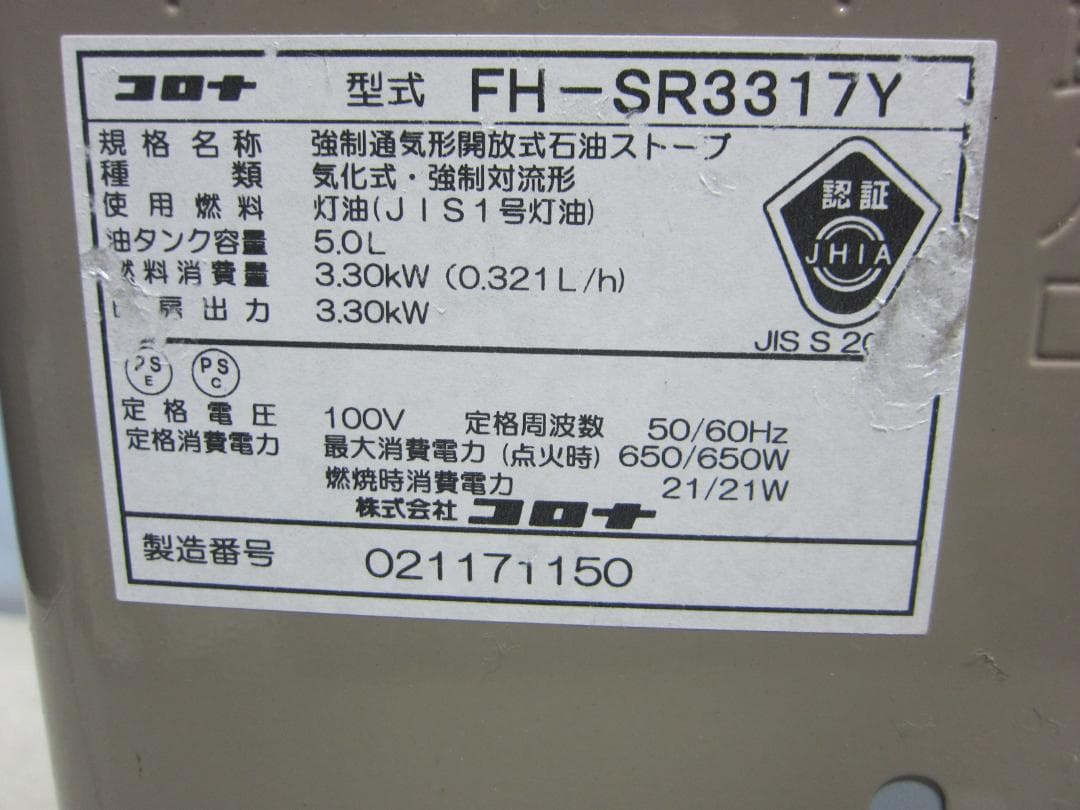 コロナ 型式 FH-SR3317Y
規格名称 強制通気形開放式石油ストーブ
種類 気化式・強制対流形
使用燃料 灯油(JIS1号灯油)
油タンク容量 5.0L
燃料消費量 3.30kW (0.321L/h)
房出力 3.30kW
認証
JHIA
JIS S 20
PS E PS C
定格電圧 100V 定格周波数 50/60Hz
定格消費電力 最大消費電力(点火時) 650/650W
燃焼時消費電力 21/21W
株式会社 コロナ
製造番号 021171150